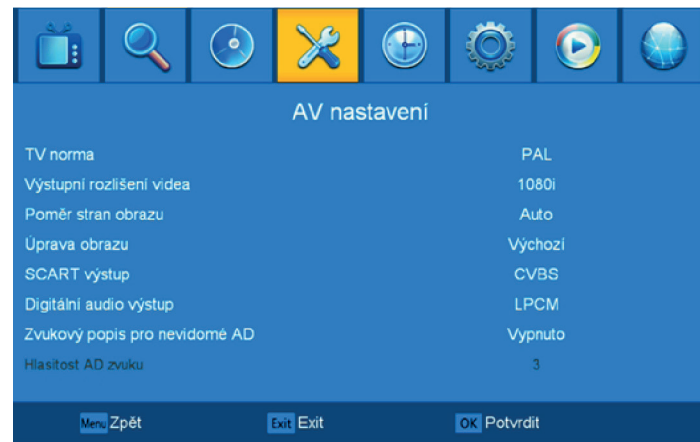 AV nastavení
TV norma PAL
Výstupní rozlišení videa 1080i
Poměr stran obrazu Auto
Úprava obrazu Výchozí
SCART výstup CVBS
Digitální audio výstup LPCM
Zvukový popis pro nevidomé AD Vypnuto
Hlasitost AD zvuku 3
Menu Zpět Exit Exit OK Potvrdit